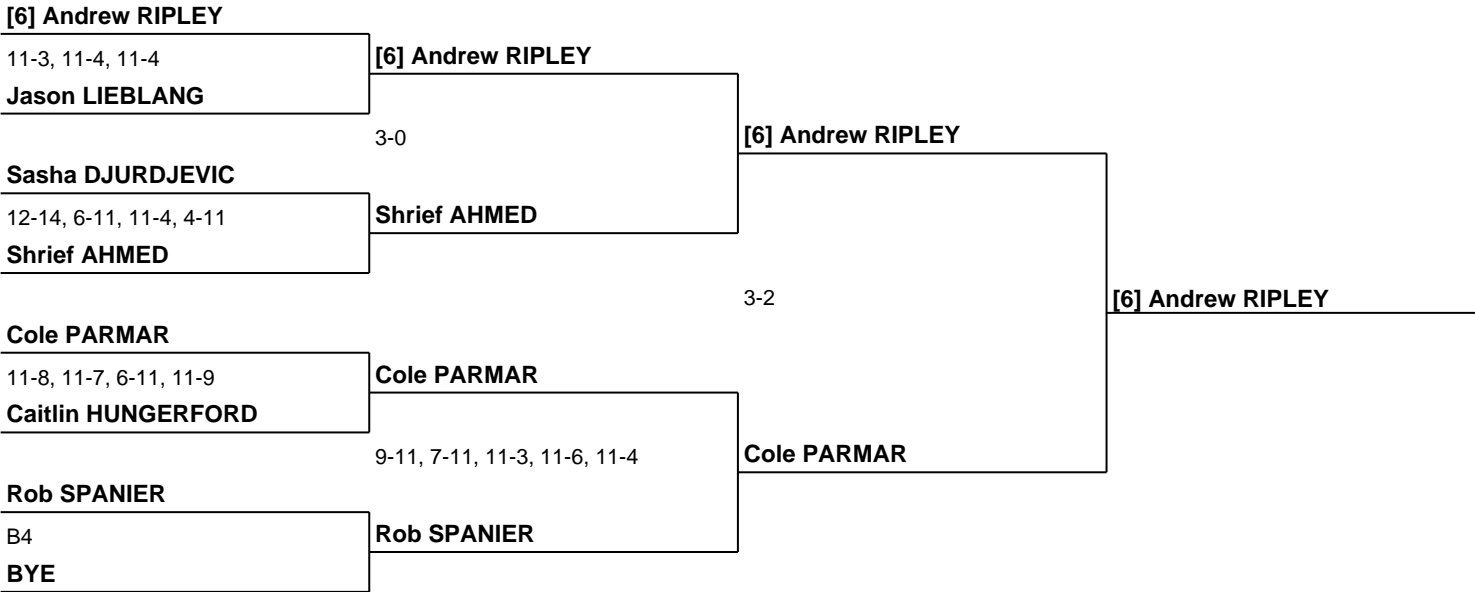 [6] Andrew RIPLEY
11-3, 11-4, 11-4
[6] Andrew RIPLEY
Jason LIEBLANG
3-0
[6] Andrew RIPLEY
Sasha DJURDJEVIC
12-14, 6-11, 11-4, 4-11
Shrief AHMED
Shrief AHMED
3-2
[6] Andrew RIPLEY
Cole PARMAR
11-8, 11-7, 6-11, 11-9
Cole PARMAR
Caitlin HUNGERFORD
9-11, 7-11, 11-3, 11-6, 11-4
Cole PARMAR
Rob SPANIER
B4
Rob SPANIER
BYE